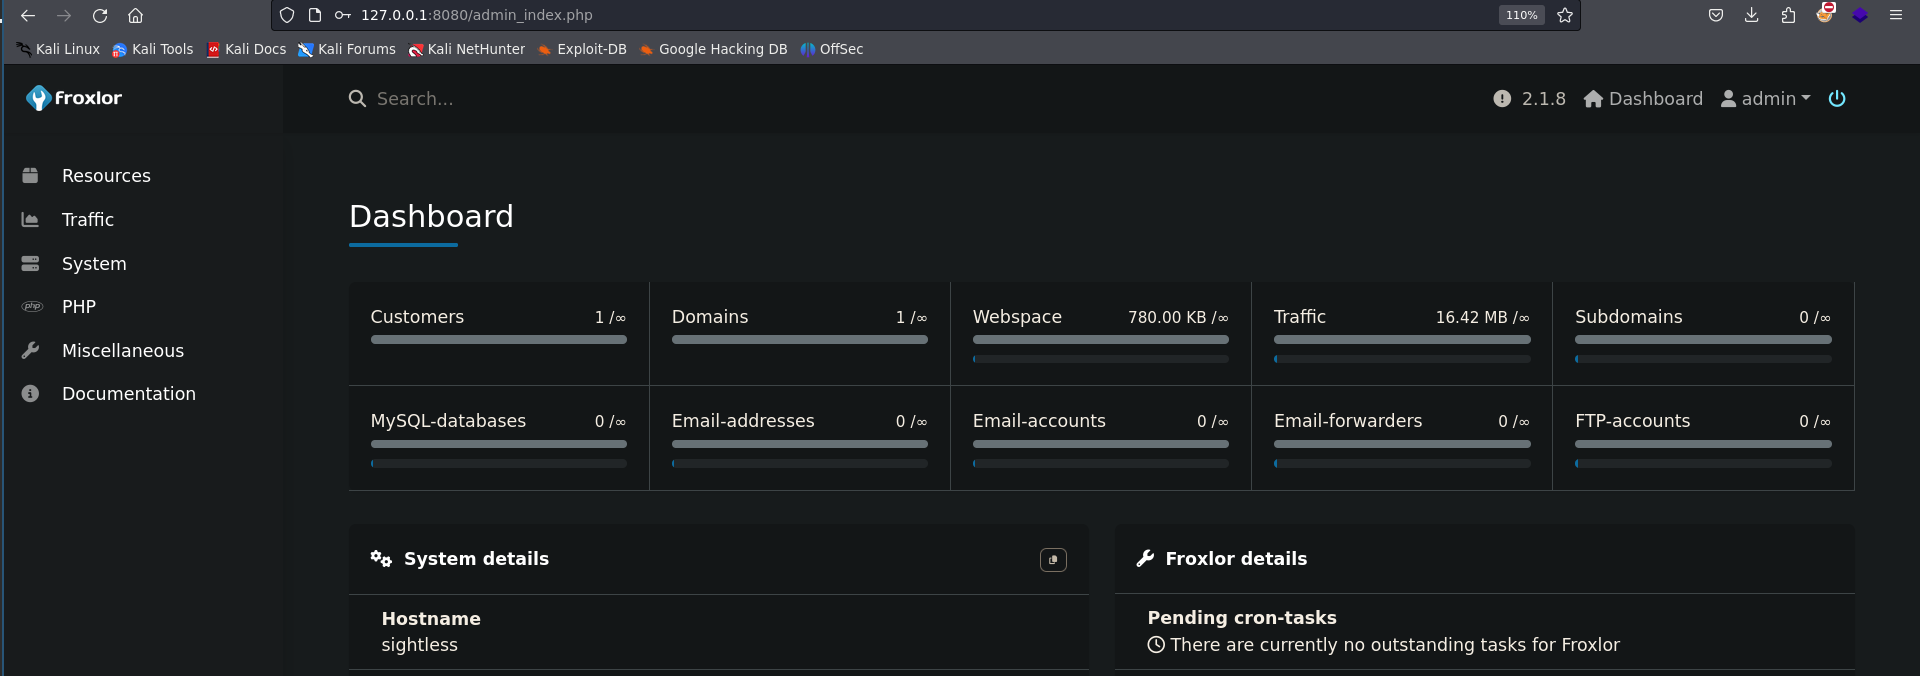 127.0.0.1:8080/admin_index.php 110%
Kali Linux Kali Tools Kali Docs Kali Forums Kali NetHunter Exploit-DB Google Hacking DB OffSec
froxlor Search... 2.1.8 Dashboard admin
Resources
Traffic
System
PHP
Miscellaneous
Documentation
Dashboard
Customers 1 /∞ Domains 1 /∞ Webspace 780.00 KB /∞ Traffic 16.42 MB /∞ Subdomains 0 /∞
MySQL-databases 0 /∞ Email-addresses 0 /∞ Email-accounts 0 /∞ Email-forwarders 0 /∞ FTP-accounts 0 /∞
System details
Hostname
sightless
Froxlor details
Pending cron-tasks
There are currently no outstanding tasks for Froxlor